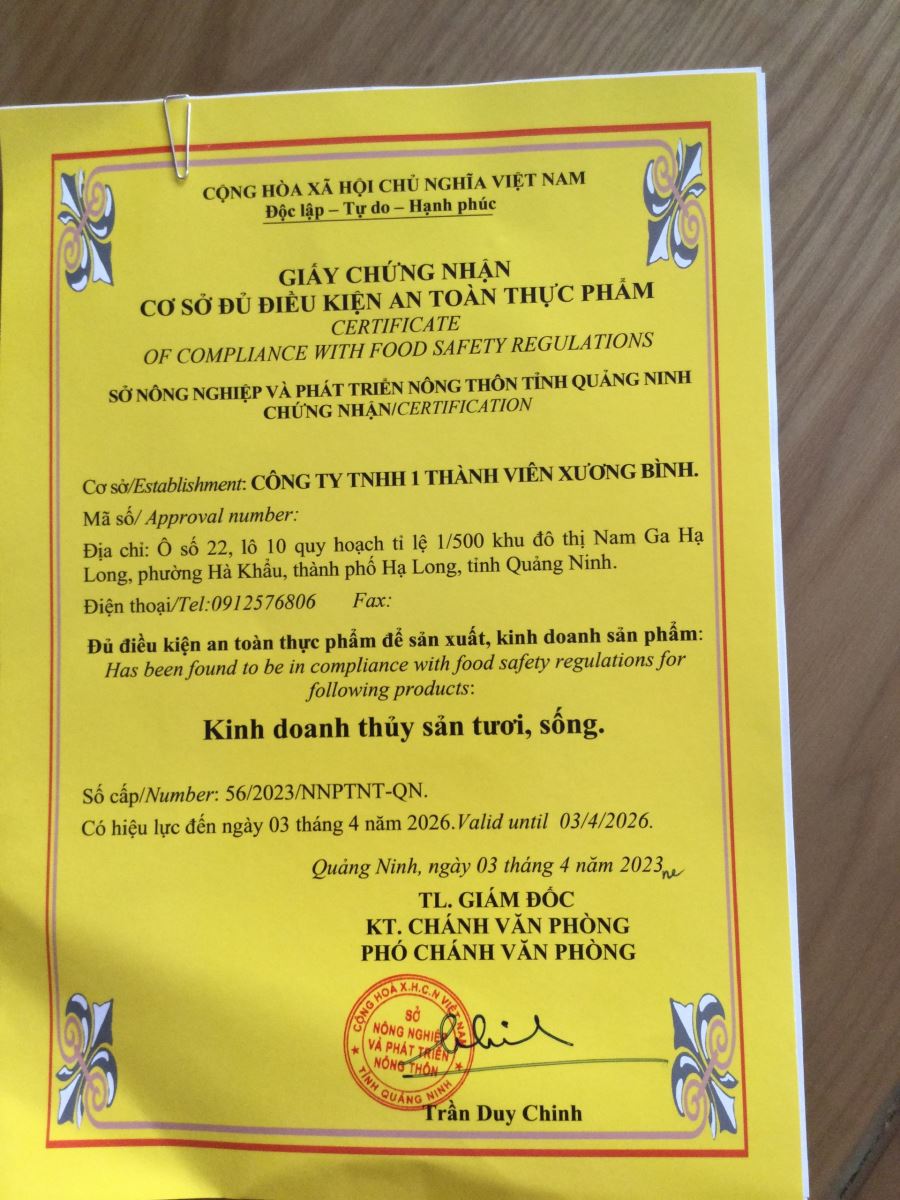 CỘNG HÒA XÃ HỘI CHỦ NGHĨA VIỆT NAM
Độc lập – Tự do – Hạnh phúc
GIẤY CHỨNG NHẬN
CƠ SỞ ĐỦ ĐIỀU KIỆN AN TOÀN THỰC PHẨM
CERTIFICATE
OF COMPLIANCE WITH FOOD SAFETY REGULATIONS
SỞ NÔNG NGHIỆP VÀ PHÁT TRIỂN NÔNG THÔN TỈNH QUẢNG NINH
CHỨNG NHẬN/CERTIFICATION
Cơ sở/Establishment: CÔNG TY TNHH 1 THÀNH VIÊN XƯƠNG BÌNH.
Mã số/ Approval number:
Địa chỉ: Ô số 22, lô 10 quy hoạch tỉ lệ 1/500 khu đô thị Nam Ga Hạ
Long, phường Hà Khẩu, thành phố Hạ Long, tỉnh Quảng Ninh.
Điện thoại/Tel:0912576806 Fax:
Đủ điều kiện an toàn thực phẩm để sản xuất, kinh doanh sản phẩm:
Has been found to be in compliance with food safety regulations for
following products:
Kinh doanh thủy sản tươi, sống.
Số cấp/Number: 56/2023/NNPTNT-QN.
Có hiệu lực đến ngày 03 tháng 4 năm 2026.Valid until 03/4/2026.
Quảng Ninh, ngày 03 tháng 4 năm 2023
TL. GIÁM ĐỐC
KT. CHÁNH VĂN PHÒNG
PHÓ CHÁNH VĂN PHÒNG
CỘNG HÒA X.H.C.N VIỆT NAM
SỞ
NÔNG NGHIỆP
VÀ PHÁT TRIỂN
NÔNG THÔN
TỈNH QUẢNG NINH
Trần Duy Chinh